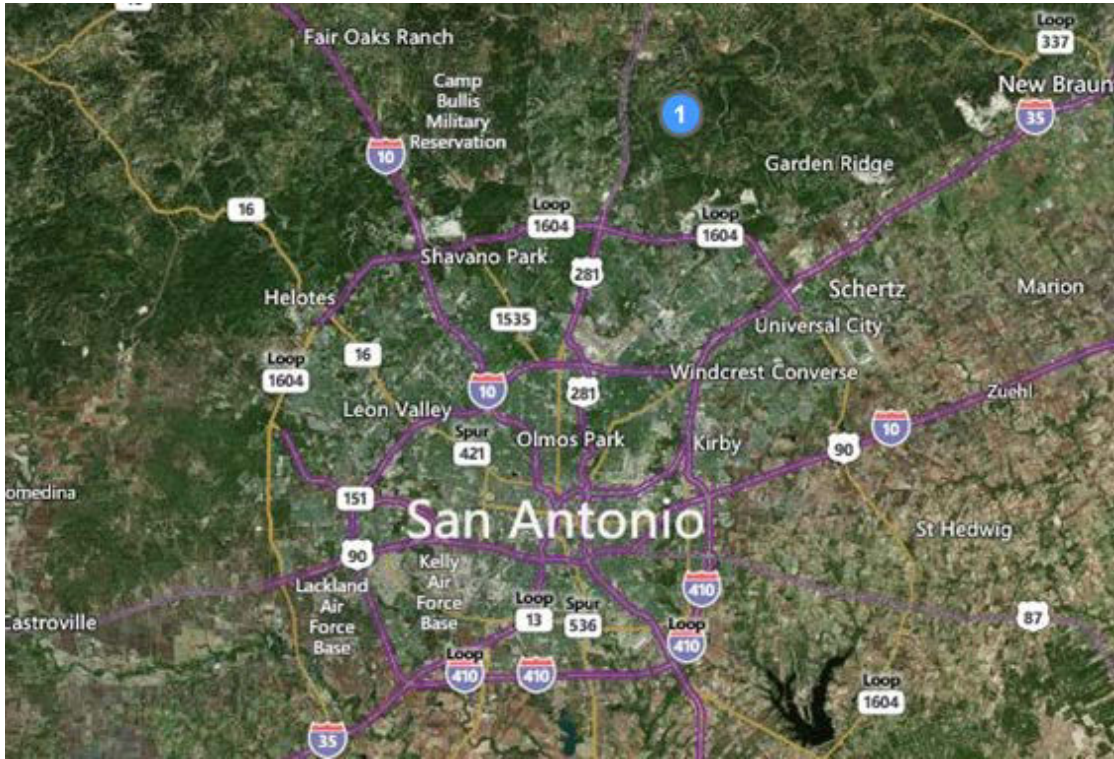 Loop
337
Fair Oaks Ranch
Camp
Bullis
Military
Reservation
New Braun
35
1
10
Garden Ridge
16
Loop
1604
Loop
1604
Shavano Park
281
Helotes
Schertz
Marion
1535
Universal City
16
Loop
1604
Windcrest Converse
10
281
Zuehl
Leon Valley
10
Olmos Park
Kirby
90
Spur
421
omedina
151
San Antonio
St Hedwig
90
Kelly
Air
Force
Base
Lackland
Air
Force
Base
410
Loop
13
Spur
536
87
Castroville
Loop
410
Loop
410
410
Loop
1604
35